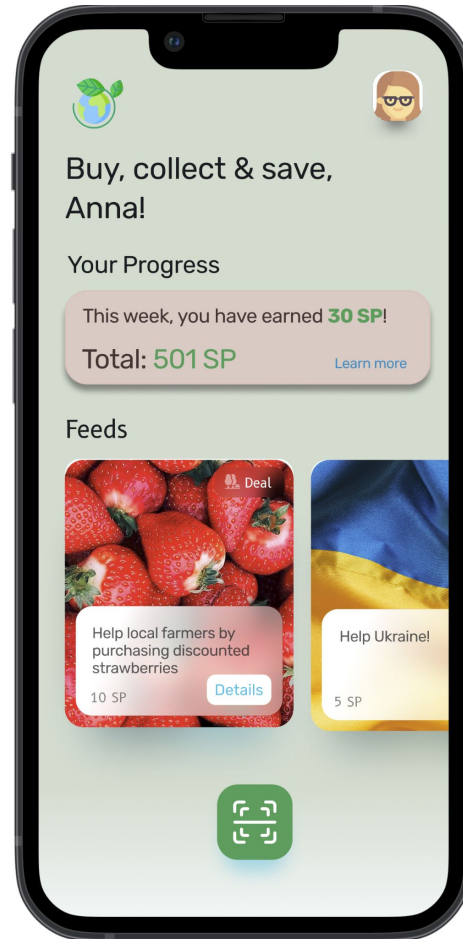 Buy, collect & save,
Anna!
Your Progress
This week, you have earned 30 SP!
Total: 501 SP
Learn more
Feeds
Deal
Help local farmers by
purchasing discounted
strawberries
10 SP
Details
Help Ukraine!
5 SP